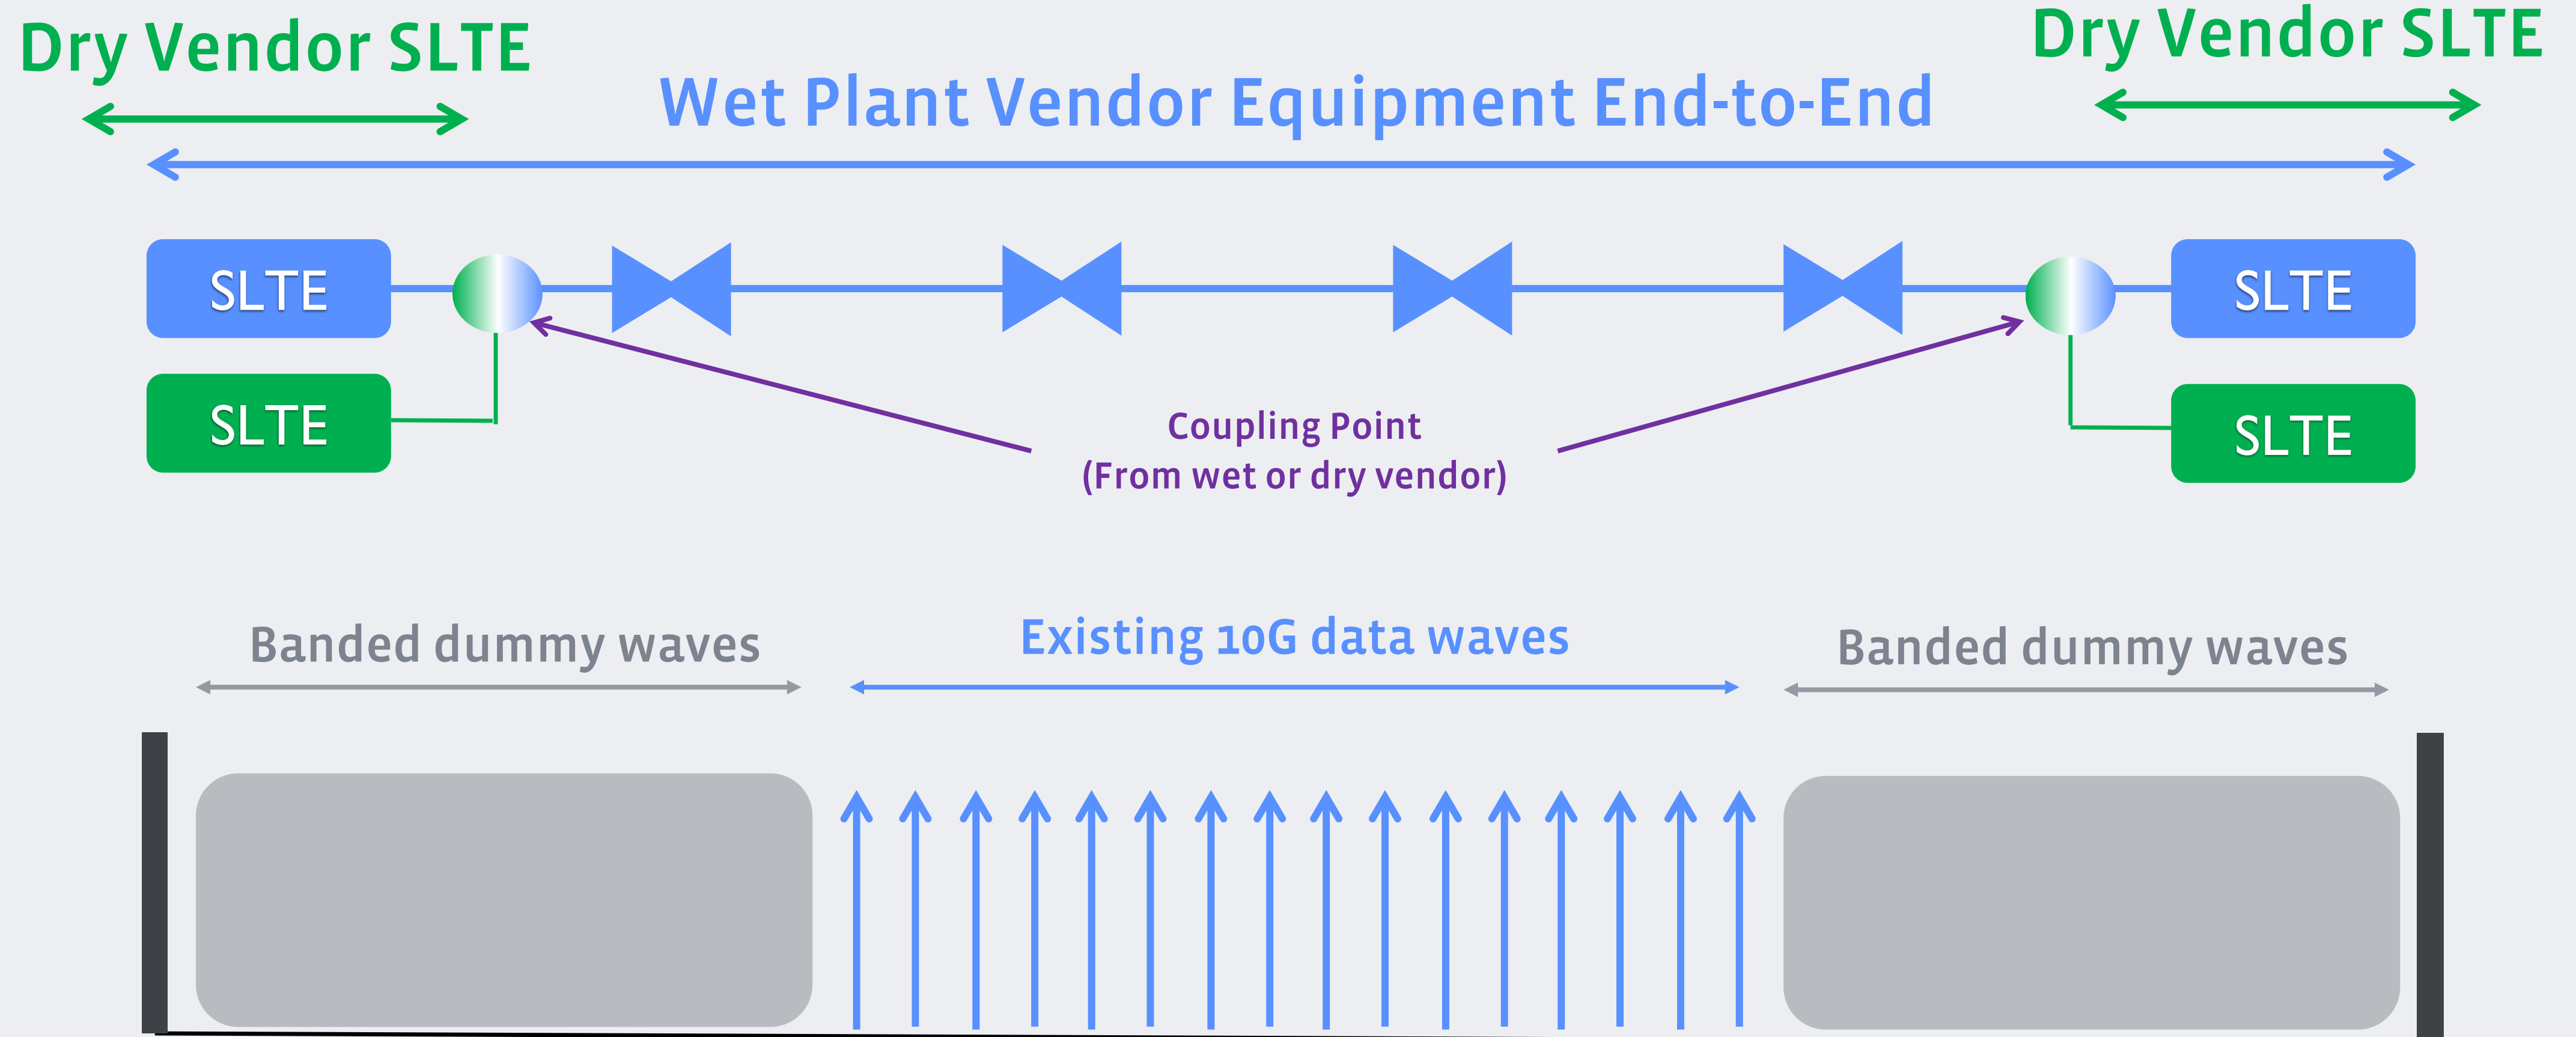 Dry Vendor SLTE
Dry Vendor SLTE
Wet Plant Vendor Equipment End-to-End
SLTE
SLTE
SLTE
SLTE
Coupling Point
(From wet or dry vendor)
Banded dummy waves
Existing 10G data waves
Banded dummy waves